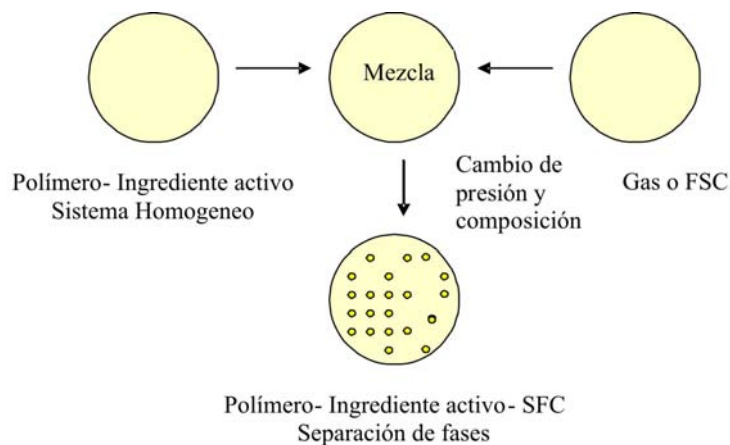 Mezcla
Polímero- Ingrediente activo
Sistema Homogeneo
Cambio de
presión y
composición
Gas o FSC
Polímero- Ingrediente activo- SFC
Separación de fases